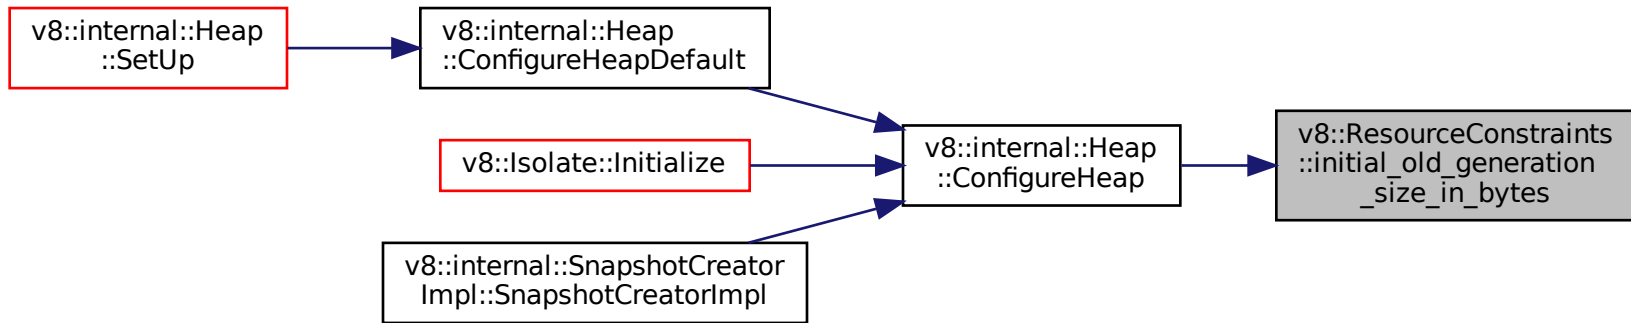 v8::internal::Heap
::SetUp
v8::internal::Heap
::ConfigureHeapDefault
v8::Isolate::Initialize
v8::internal::SnapshotCreator
Impl::SnapshotCreatorImpl
v8::internal::Heap
::ConfigureHeap
v8::ResourceConstraints
::initial_old_generation
_size_in_bytes